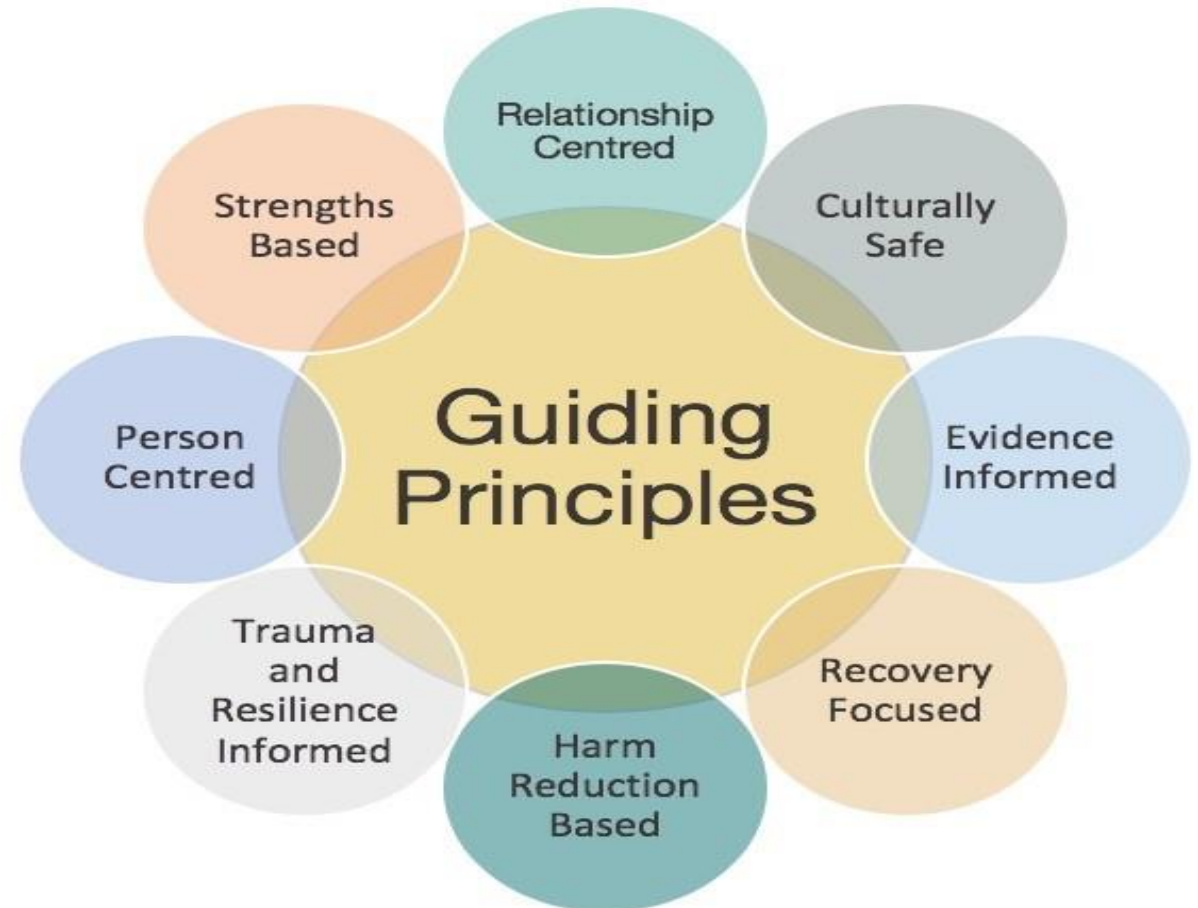 Relationship
Centred
Strengths
Based
Culturally
Safe
Guiding
Principles
Person
Centred
Evidence
Informed
Trauma
and
Resilience
Informed
Recovery
Focused
Harm
Reduction
Based